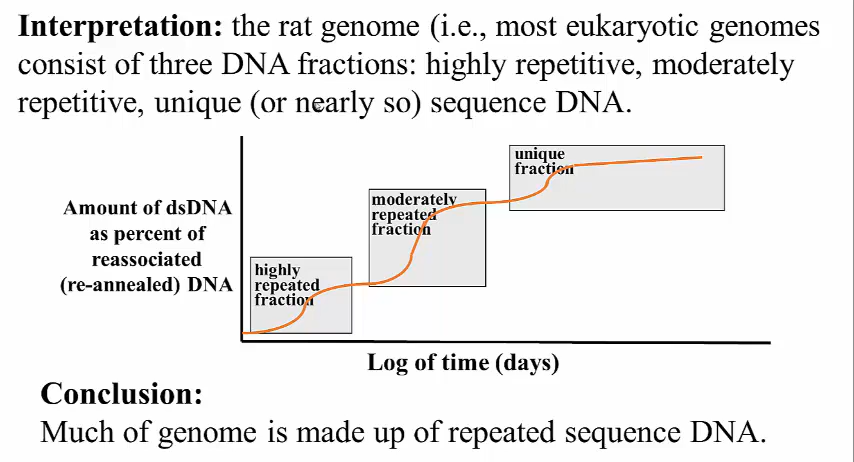 Interpretation: the rat genome (i.e., most eukaryotic genomes
consist of three DNA fractions: highly repetitive, moderately
repetitive, unique (or nearly so) sequence DNA.
unique
fraction
moderately
repeated
fraction
Amount of dsDNA
as percent of
reassociated
(re-annealed) DNA
highly
repeated
fraction
Log of time (days)
Conclusion:
Much of genome is made up of repeated sequence DNA.